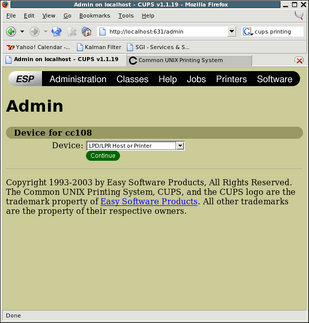 Admin on localhost - CUPS v1.1.19 - Mozilla Firefox
File Edit View Go Bookmarks Tools Help
http://localhost:631/admin
cups printing
Yahoo! Calendar -... Kalman Filter SGI - Services & S...
Admin on localhost - CUPS v1.1.19 Common UNIX Printing System
ESP Administration Classes Help Jobs Printers Software
Admin
Device for cc108
Device: LPD/LPR Host or Printer
Continue
Copyright 1993-2003 by Easy Software Products, All Rights Reserved.
The Common UNIX Printing System, CUPS, and the CUPS logo are the
trademark property of Easy Software Products. All other trademarks
are the property of their respective owners.
Done